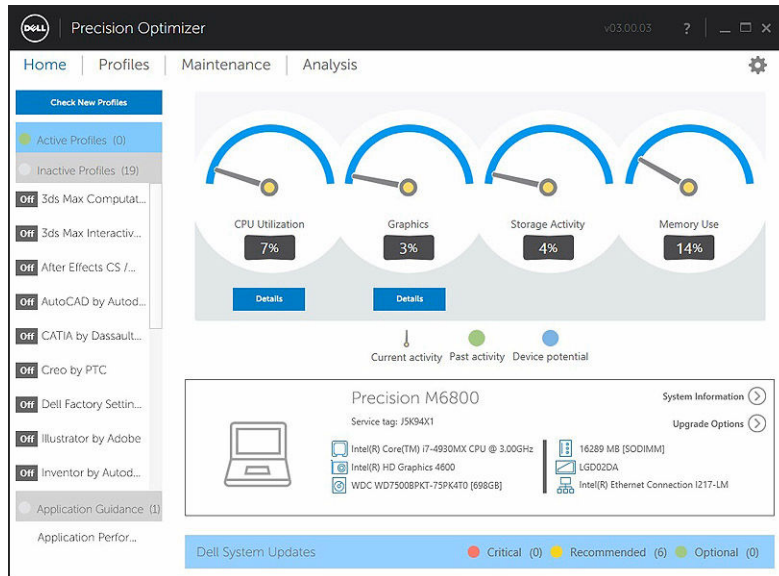 DELL
Precision Optimizer
v03.00.03
?
Home
Profiles
Maintenance
Analysis
Check New Profiles
Active Profiles (0)
Inactive Profiles (19)
Off 3ds Max Computat...
Off 3ds Max Interactiv...
Off After Effects CS /...
Off AutoCAD by Autod...
Off CATIA by Dassault...
Off Creo by PTC
Off Dell Factory Settin...
Off Illustrator by Adobe
Off Inventor by Autod...
Application Guidance (1)
Application Perfor...
CPU Utilization
7%
Details
Graphics
3%
Details
Storage Activity
4%
Memory Use
14%
Current activity
Past activity
Device potential
Precision M6800
Service tag: J5K94X1
Intel(R) Core(TM) i7-4930MX CPU @ 3.00GHz
Intel(R) HD Graphics 4600
WDC WD7500BPKT-75PK4T0 [698GB]
System Information
Upgrade Options
16289 MB [SODIMM]
LGD02DA
Intel(R) Ethernet Connection I217-LM
Dell System Updates
Critical (0)
Recommended (6)
Optional (0)